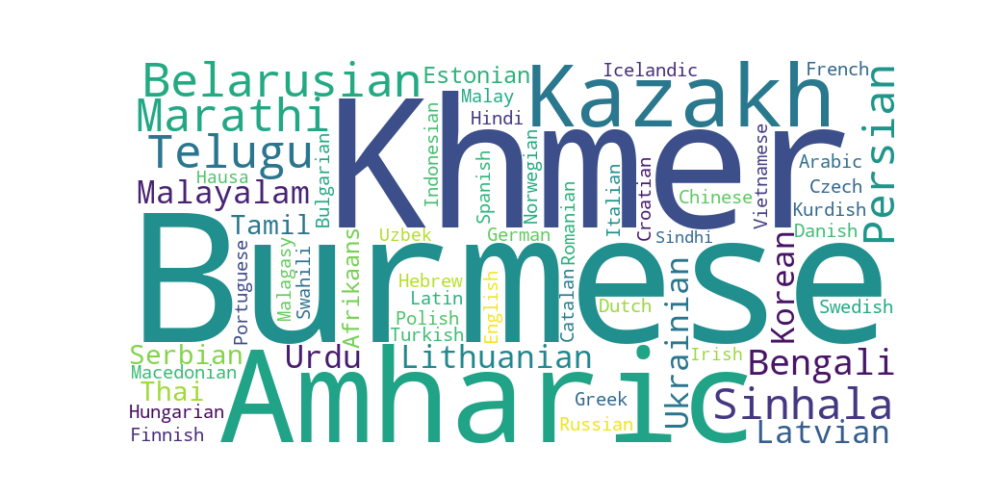 Belarusian
Estonian
Kazakh
Icelandic
French
Marathi
Malay
Khmer
Hindi
Persian
Telugu
Hausa
Bulgarian
Indonesian
Spanish
Norwegian
Italian
Croatian
Vietnamese
Arabic
Malayalam
Chinese
Czech
Kurdish
Tamil
Uzbek
German
Romanian
Sindhi
Danish
Burmese
Portuguese
Malagasy
Swahili
Afrikaans
Hebrew
Latin
English
Catalan
Dutch
Ukrainian
Korean
Swedish
Polish
Turkish
Serbian
Urdu
Lithuanian
Irish
Bengali
Macedonian
Thai
Amharic
Greek
Sinhala
Hungarian
Finnish
Russian
Latvian